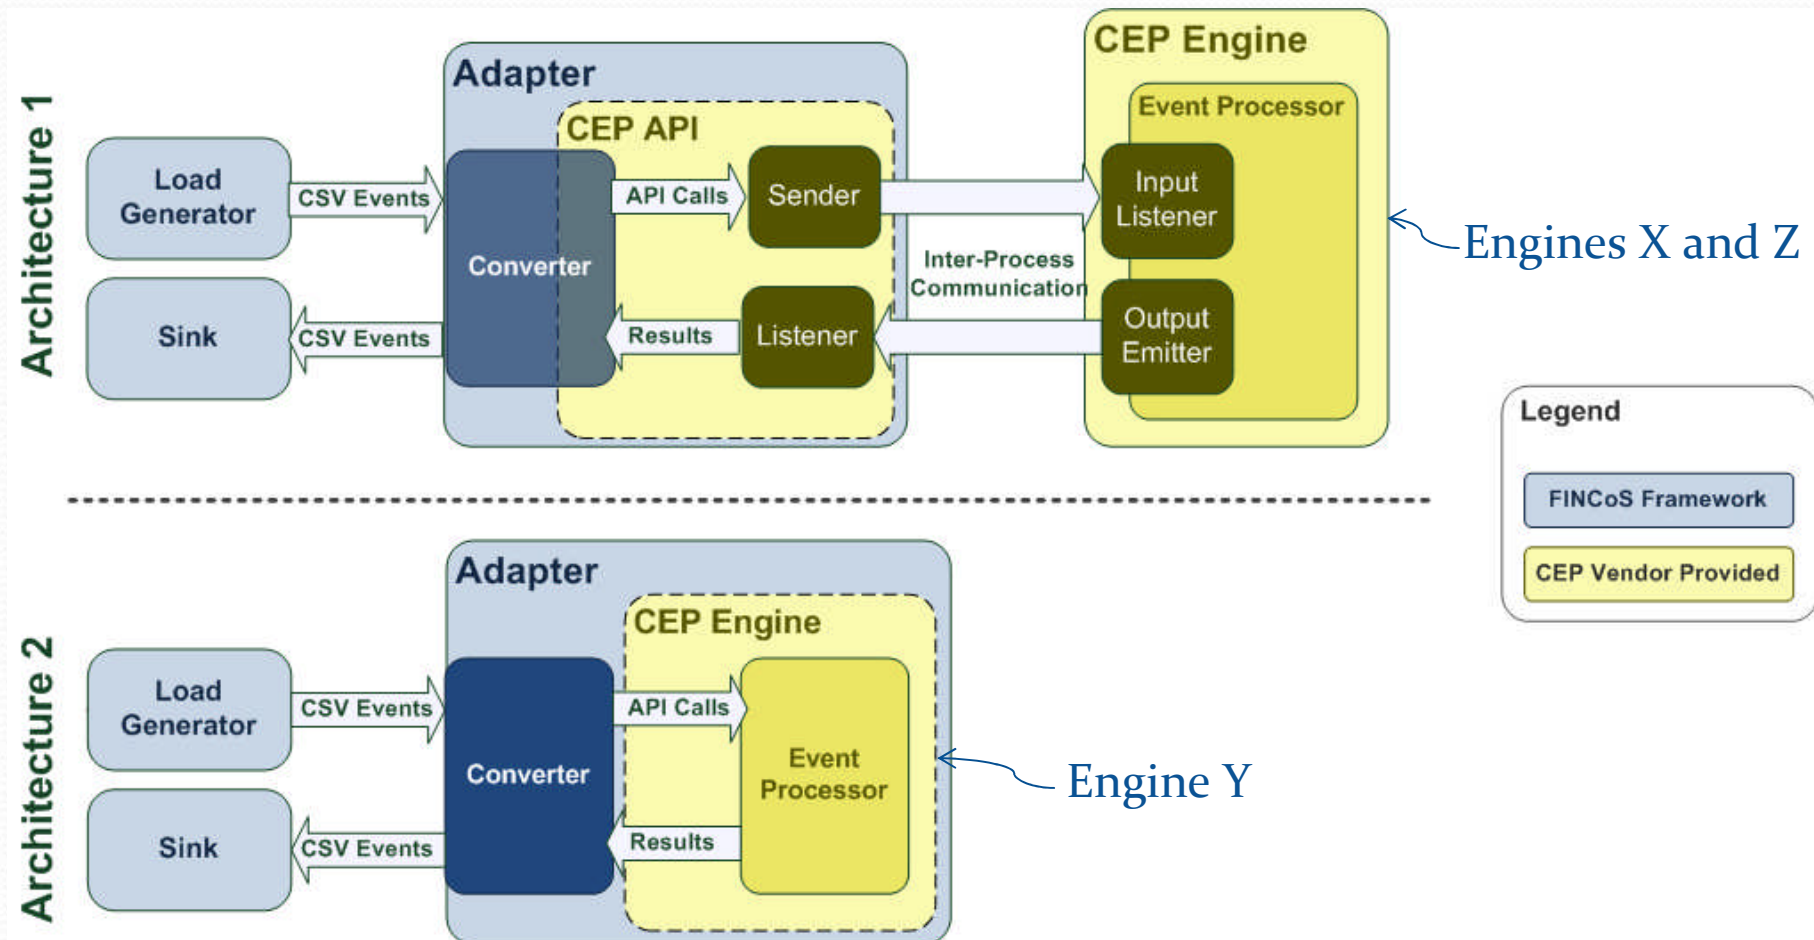 Architecture 1
Load
Generator
CSV Events
Sink
CSV Events
Adapter
CEP API
Converter
API Calls
Sender
Results
Listener
Inter-Process
Communication
CEP Engine
Event Processor
Input
Listener
Output
Emitter
Engines X and Z
Legend
FINCoS Framework
CEP Vendor Provided
Architecture 2
Load
Generator
CSV Events
Sink
CSV Events
Adapter
CEP Engine
Converter
API Calls
Results
Event
Processor
Engine Y